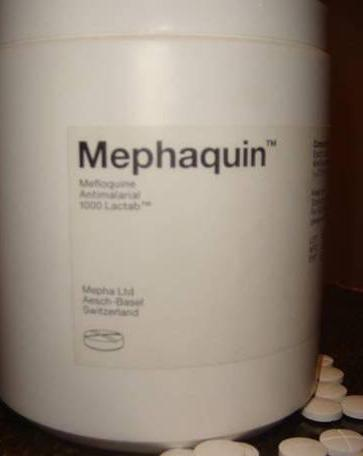 Mephaquin™
Mefloquine
Antimalarial
1000 Lactab™
Mepha Ltd
Aesch-Basel
Switzerland